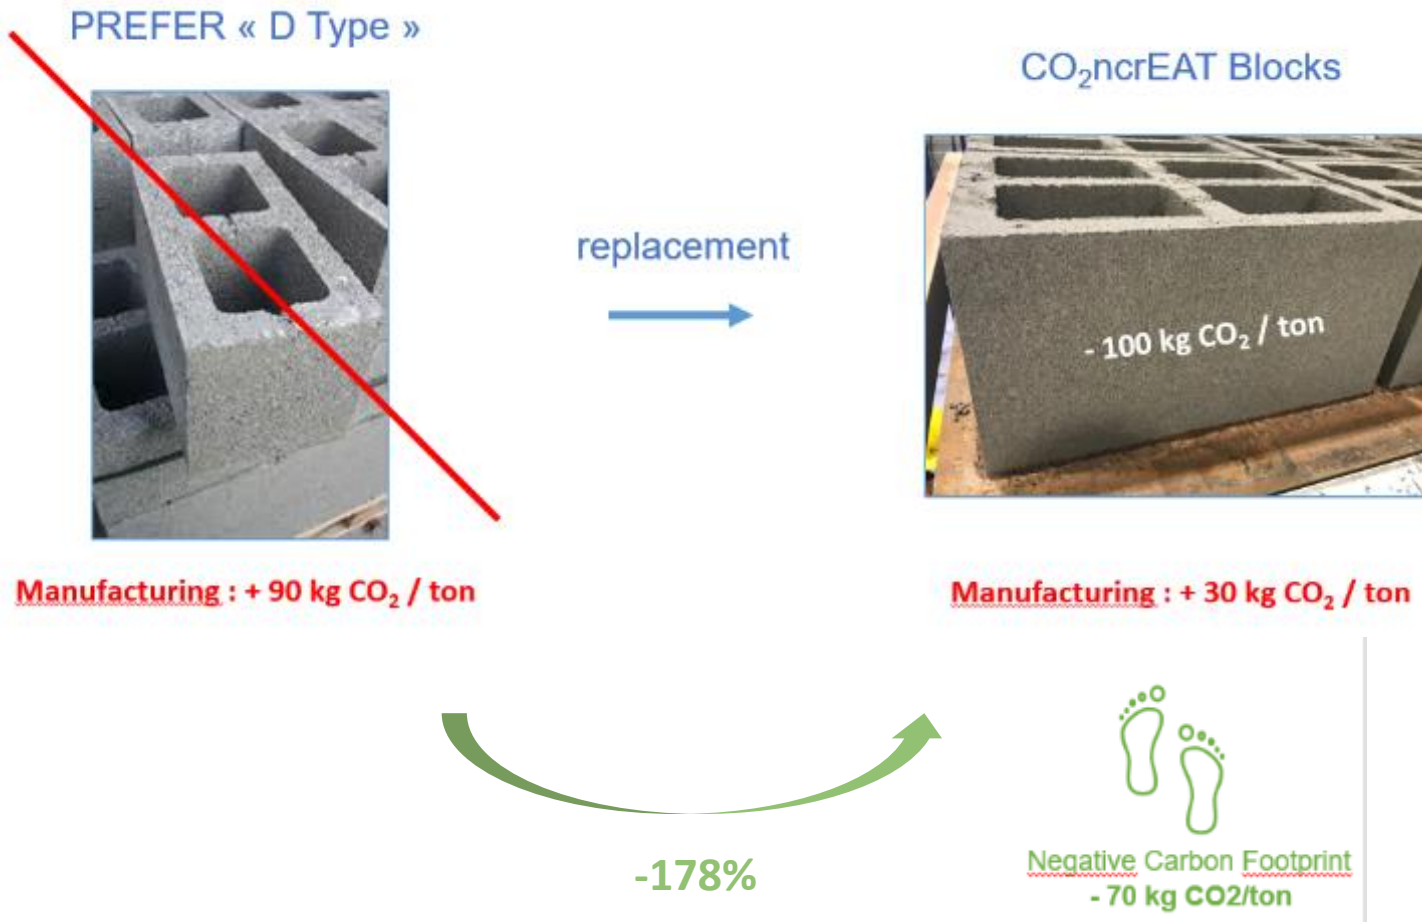 PREFER « D Type »
CO₂ncrEAT Blocks
replacement
- 100 kg CO₂ / ton
Manufacturing : + 90 kg CO₂ / ton
Manufacturing : + 30 kg CO₂ / ton
-178%
Negative Carbon Footprint
- 70 kg CO2/ton